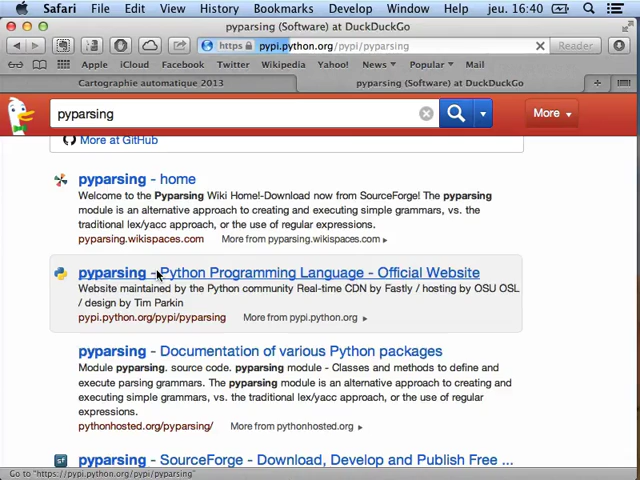 Safari File Edit View History Bookmarks Develop Window Help jeu. 16:40
pyparsing (Software) at DuckDuckGo
https pypi.python.org/pypi/pyparsing Reader
Apple iCloud Facebook Twitter Wikipedia Yahoo! News Popular Mail
Cartographie automatique 2013 pyparsing (Software) at DuckDuckGo
pyparsing More
More at GitHub
pyparsing - home
Welcome to the Pyparsing Wiki Home!-Download now from SourceForge! The pyparsing
module is an alternative approach to creating and executing simple grammars, vs. the
traditional lex/yacc approach, or the use of regular expressions.
pyparsing.wikispaces.com More from pyparsing.wikispaces.com
pyparsing - Python Programming Language - Official Website
Website maintained by the Python community Real-time CDN by Fastly / hosting by OSU OSL
/ design by Tim Parkin
pypi.python.org/pypi/pyparsing More from pypi.python.org
pyparsing - Documentation of various Python packages
Module pyparsing. source code. pyparsing module - Classes and methods to define and
execute parsing grammars. The pyparsing module is an alternative approach to creating and
executing simple grammars, vs. the traditional lex/yacc approach, or the use of regular
expressions.
pythonhosted.org/pyparsing/ More from pythonhosted.org
sf pyparsing - SourceForge - Download, Develop and Publish Free ...
Go to "https://pypi.python.org/pypi/pyparsing"